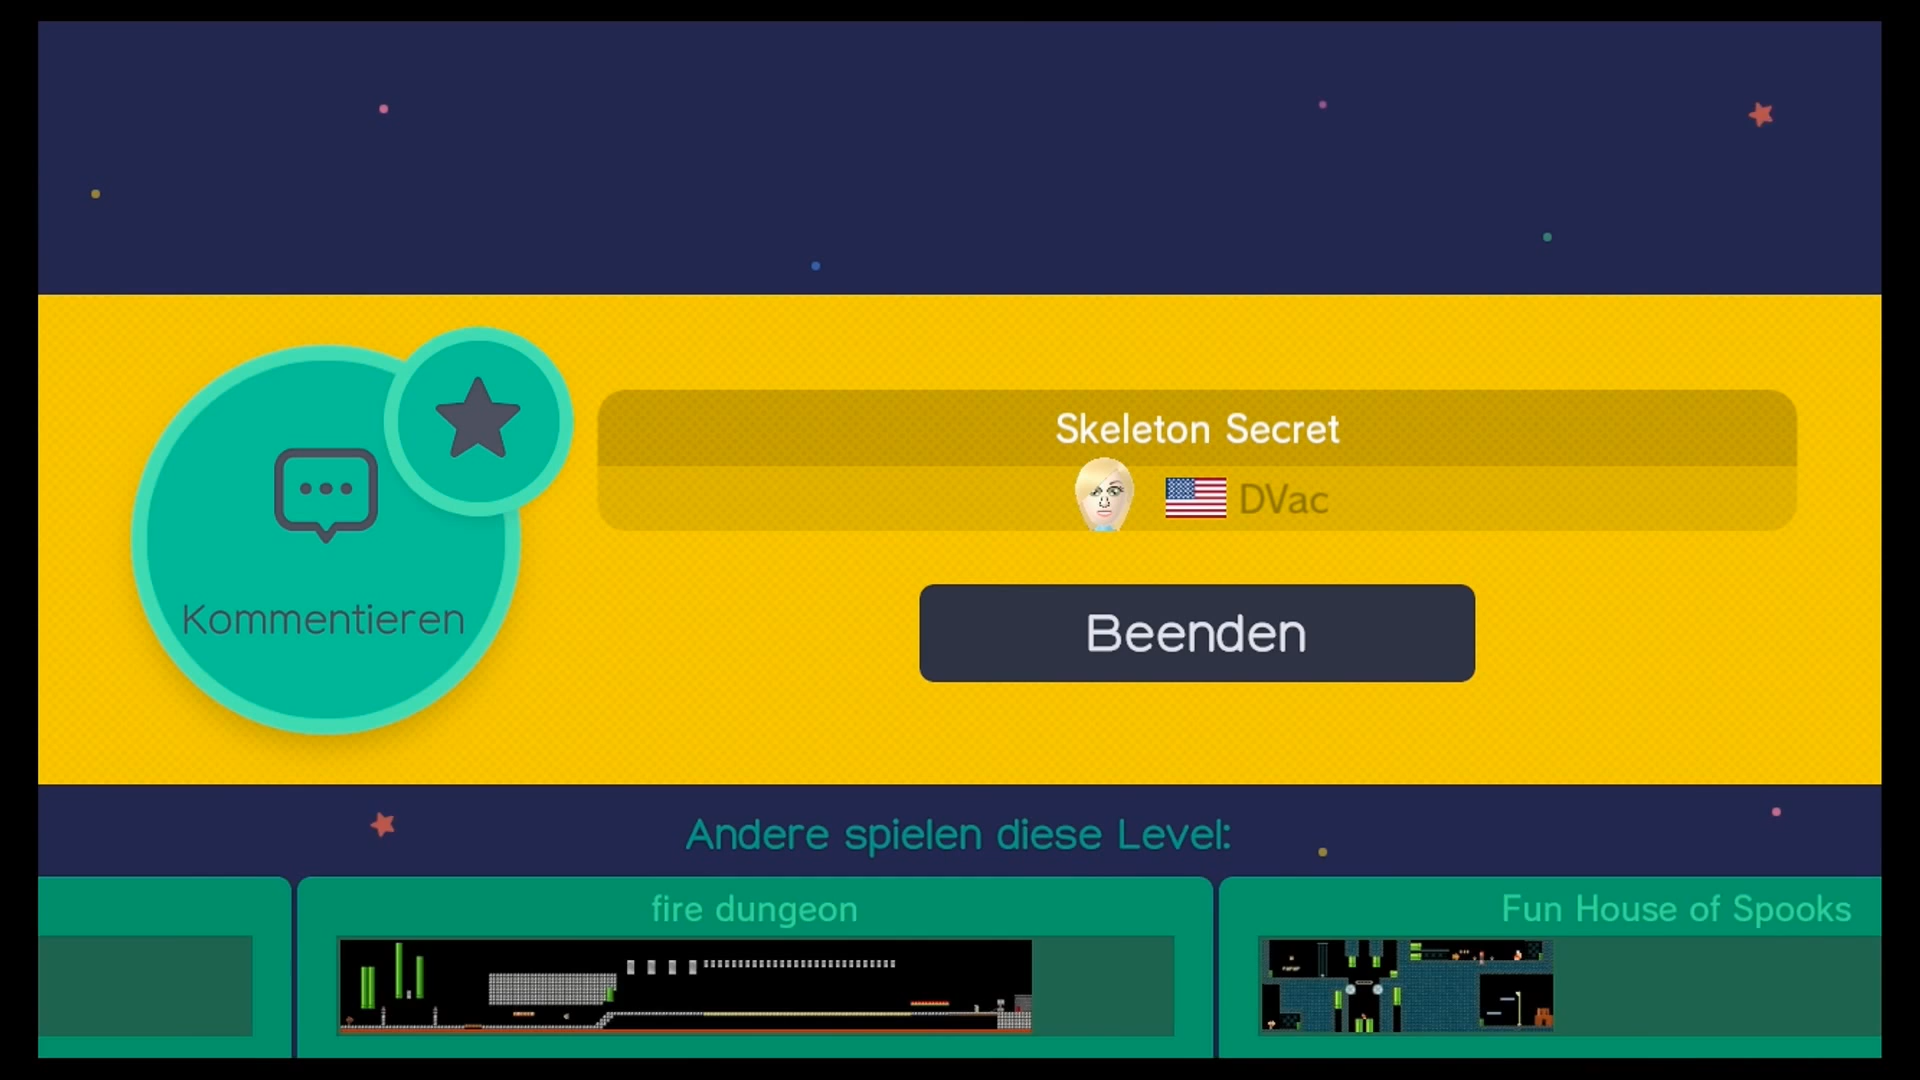 Skeleton Secret
DVac
Kommentieren
Beenden
Andere spielen diese Level:
fire dungeon
Fun House of Spooks